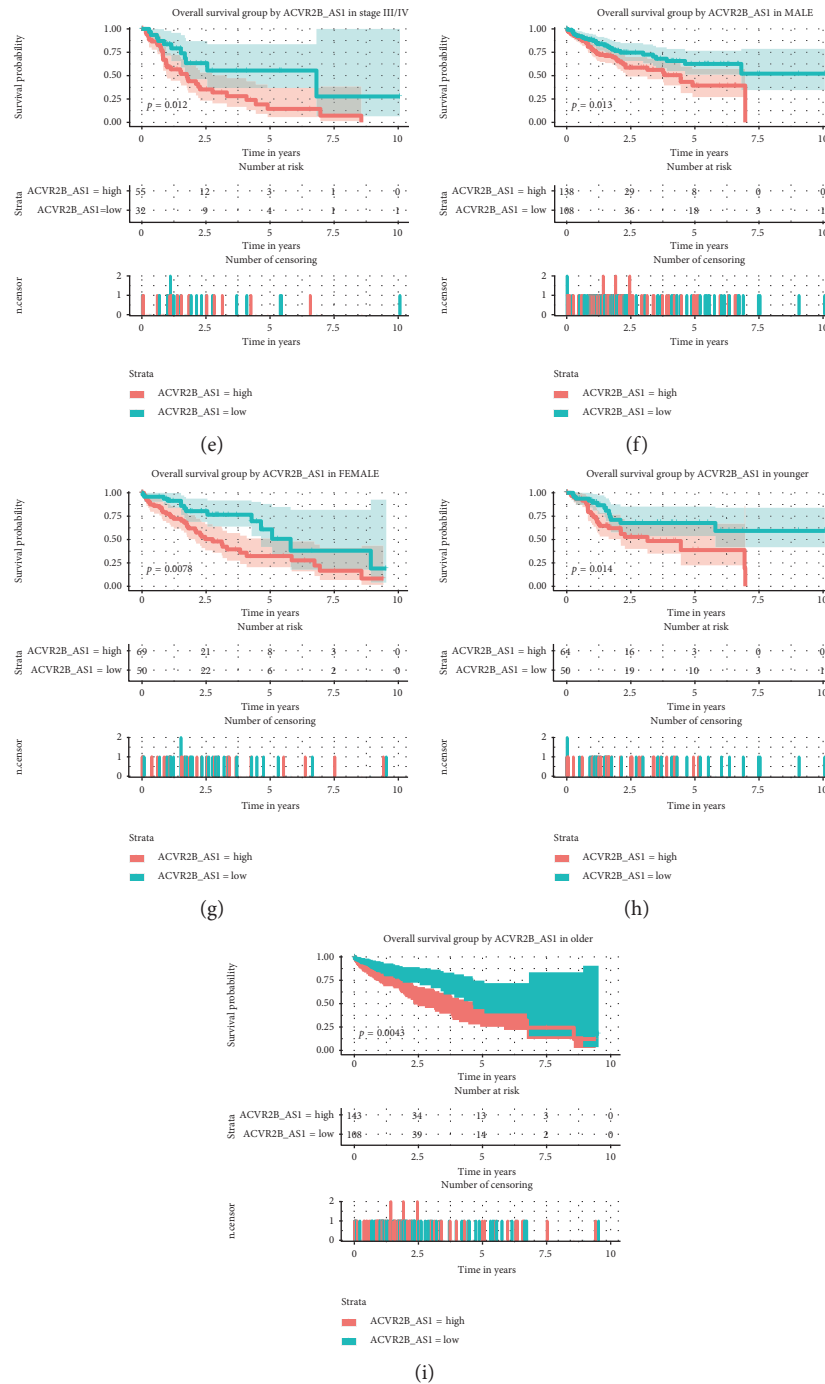 Overall survival group by ACVR2B_AS1 in stage III/IV
Survival probability
1.00
0.75
0.50
0.25
0.00
p = 0.012
0 2.5 5 7.5 10
Time in years
Number at risk
Strata
ACVR2B_AS1 = high 55 12 3 1 0
ACVR2B_AS1=low 32 9 4 1 1
0 2.5 5 7.5 10
Time in years
Number of censoring
n.censor
2
1
0
0 2.5 5 7.5 10
Time in years
Strata
ACVR2B_AS1 = high
ACVR2B_AS1 = low
(e)
Overall survival group by ACVR2B_AS1 in MALE
Survival probability
1.00
0.75
0.50
0.25
0.00
p = 0.013
0 2.5 5 7.5 10
Time in years
Number at risk
Strata
ACVR2B_AS1 = high 138 29 8 0 0
ACVR2B_AS1 = low 108 36 18 3 1
0 2.5 5 7.5 10
Time in years
Number of censoring
n.censor
2
1
0
0 2.5 5 7.5 10
Time in years
Strata
ACVR2B_AS1 = high
ACVR2B_AS1 = low
(f)
Overall survival group by ACVR2B_AS1 in FEMALE
Survival probability
1.00
0.75
0.50
0.25
0.00
p = 0.0078
0 2.5 5 7.5 10
Time in years
Number at risk
Strata
ACVR2B_AS1 = high 69 21 8 3 0
ACVR2B_AS1 = low 50 22 6 2 0
0 2.5 5 7.5 10
Time in years
Number of censoring
n.censor
2
1
0
0 2.5 5 7.5 10
Time in years
Strata
ACVR2B_AS1 = high
ACVR2B_AS1 = low
(g)
Overall survival group by ACVR2B_AS1 in younger
Survival probability
1.00
0.75
0.50
0.25
0.00
p = 0.014
0 2.5 5 7.5 10
Time in years
Number at risk
Strata
ACVR2B_AS1 = high 64 16 3 0 0
ACVR2B_AS1 = low 50 19 10 3 1
0 2.5 5 7.5 10
Time in years
Number of censoring
n.censor
2
1
0
0 2.5 5 7.5 10
Time in years
Strata
ACVR2B_AS1 = high
ACVR2B_AS1 = low
(h)
Overall survival group by ACVR2B_AS1 in older
Survival probability
1.00
0.75
0.50
0.25
0.00
p = 0.0043
0 2.5 5 7.5 10
Time in years
Number at risk
Strata
ACVR2B_AS1 = high 143 34 13 3 0
ACVR2B_AS1 = low 108 39 14 2 0
0 2.5 5 7.5 10
Time in years
Number of censoring
n.censor
2
1
0
0 2.5 5 7.5 10
Time in years
Strata
ACVR2B_AS1 = high
ACVR2B_AS1 = low
(i)